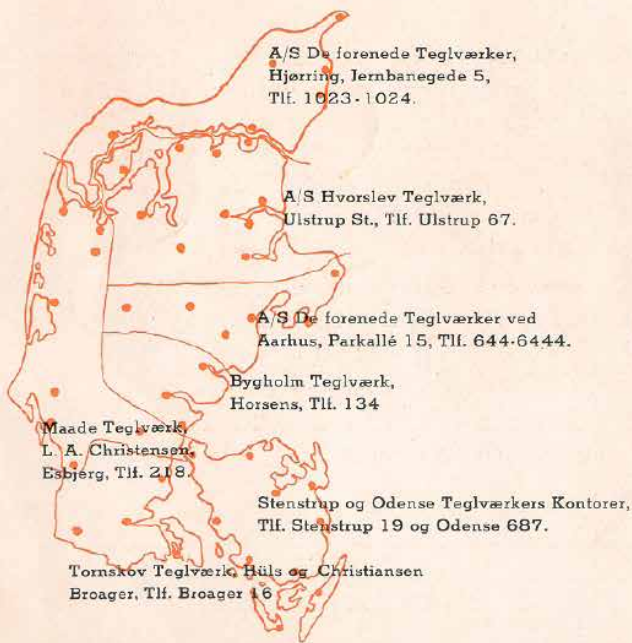 A/S De forenede Teglværker,
Hjørring, Jernbanegede 5,
Tlf. 1023-1024.
A/S Hvorslev Teglværk,
Ulstrup St., Tlf. Ulstrup 67.
A/S De forenede Teglværker ved
Aarhus, Parkallé 15, Tlf. 644-6444.
Bygholm Teglværk,
Horsens, Tlf. 134
Maade Teglværk,
L. A. Christensen,
Esbjerg, Tlf. 218.
Stenstrup og Odense Teglværkers Kontorer,
Tlf. Stenstrup 19 og Odense 687.
Tornskov Teglværk, Hüls og Christiansen
Broager, Tlf. Broager 16